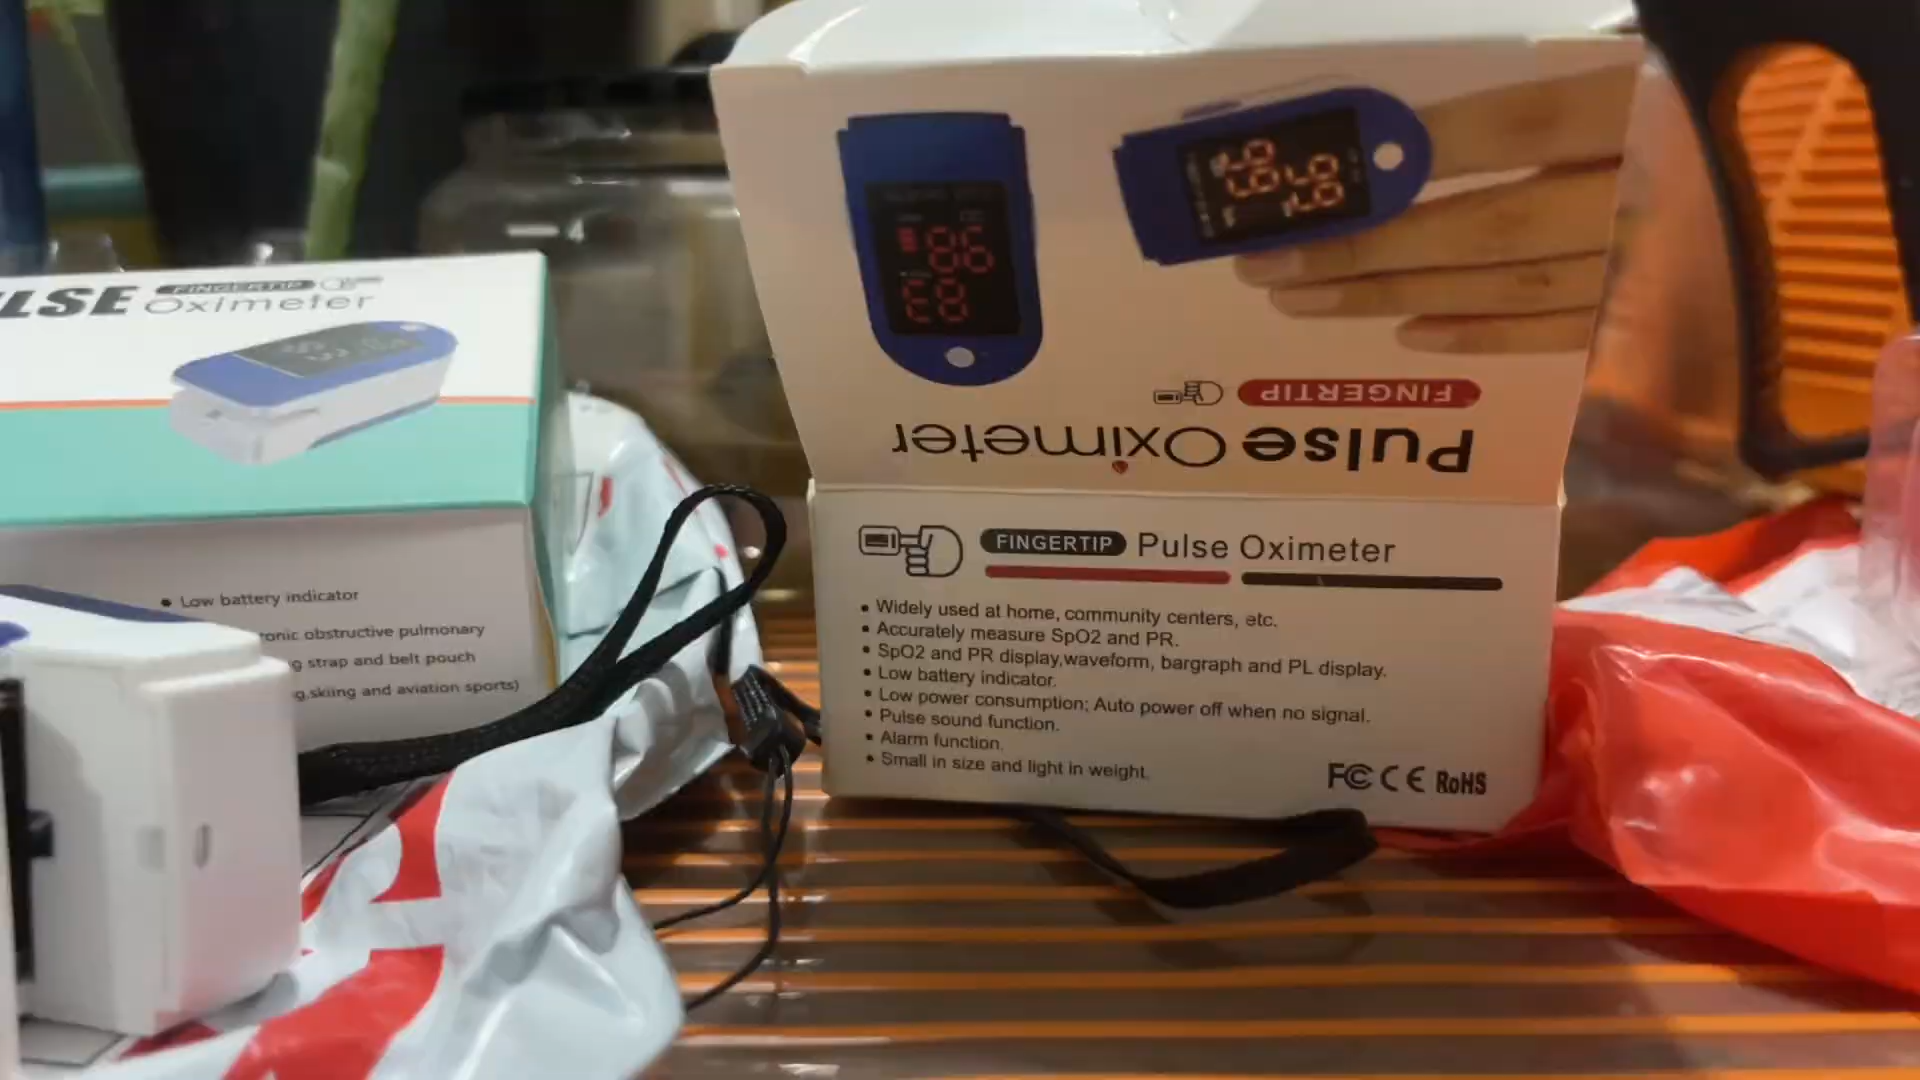 FINGERTIP
Oximeter
Low battery indicator
obstructive pulmonary
strap and belt pouch
skiing and aviation sports)
4
FINGERTIP
Pulse Oximeter
FINGERTIP Pulse Oximeter
• Widely used at home, community centers, etc.
• Accurately measure SpO2 and PR.
• SpO2 and PR display,waveform, bargraph and PL display.
• Low battery indicator.
• Low power consumption; Auto power off when no signal.
• Pulse sound function.
• Alarm function.
• Small in size and light in weight.
FC CE RoHS